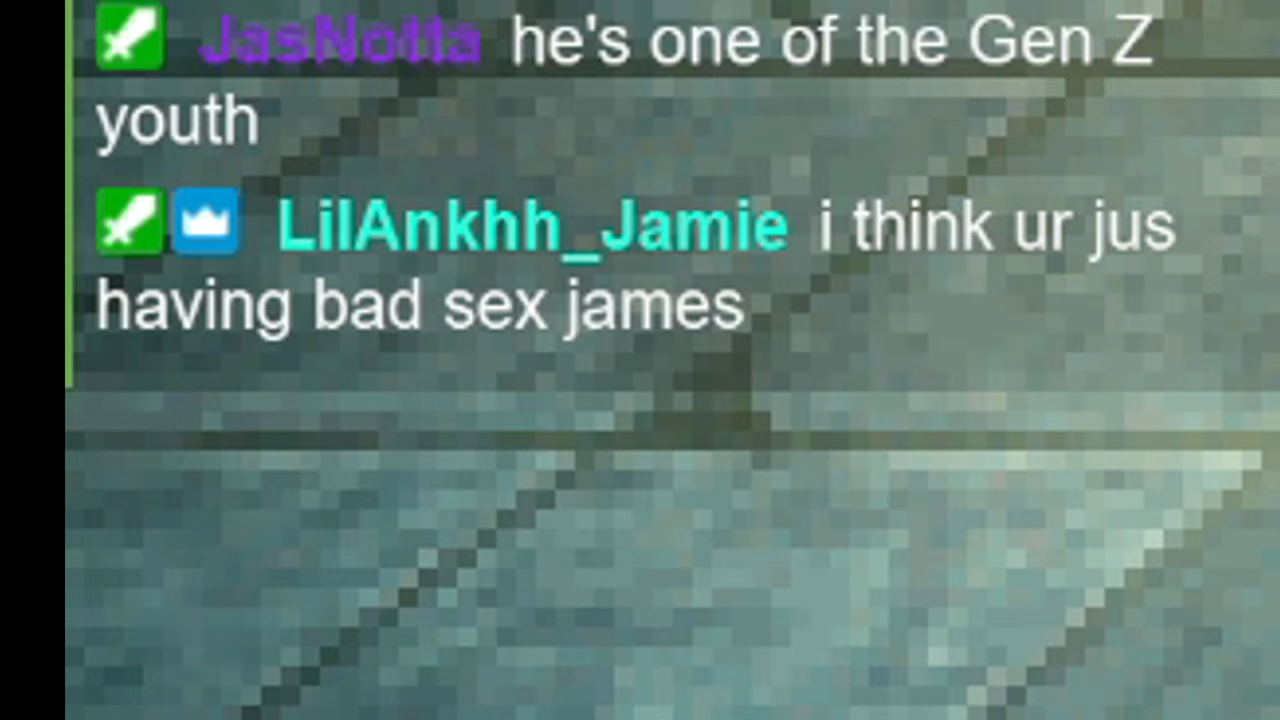 JasNotta he's one of the Gen Z
youth
LilAnkhh_Jamie i think ur jus
having bad sex james